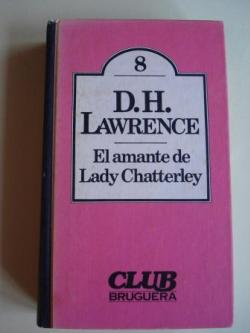 8
D.H.
LAWRENCE
El amante de
Lady Chatterley
CLUB
BRUGUERA